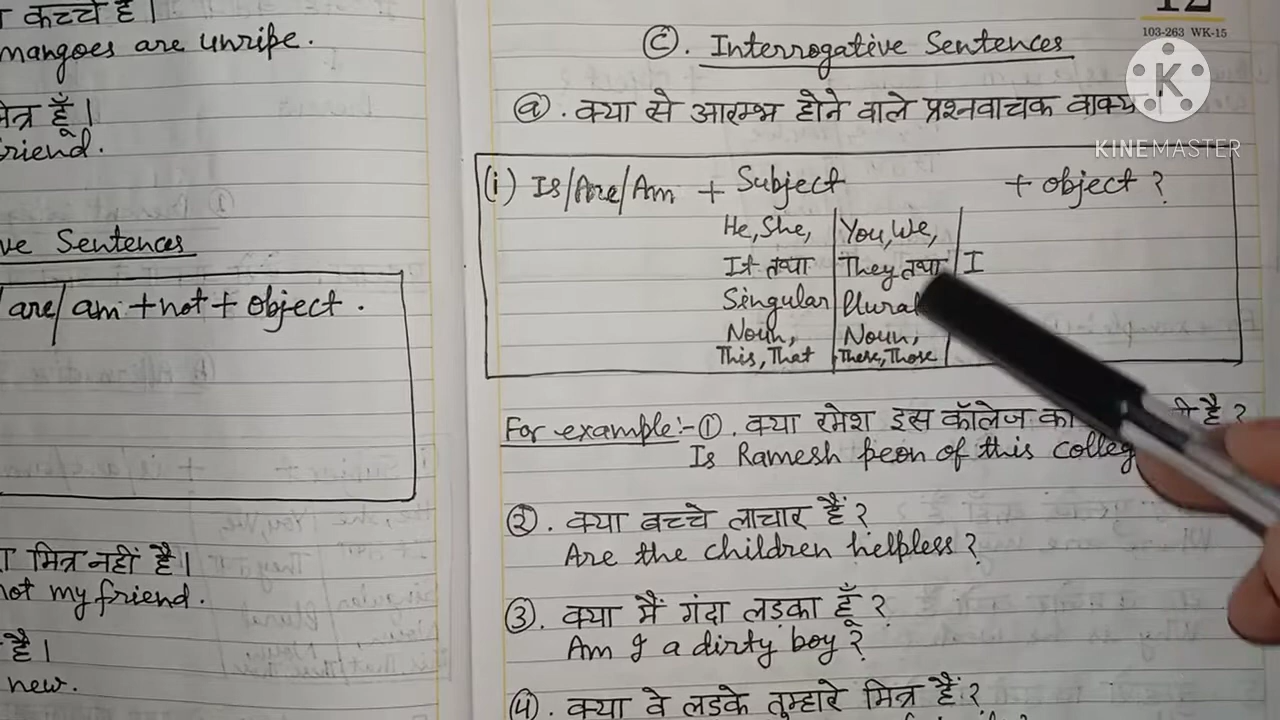 कच्चे हैं।
mangoes are unripe.
मित्र हूँ।
friend.
ve Sentences
are/ am + not + object.
मित्र नहीं है।
not my friend.
है।
new.
12
103-263 WK-15
K
KINEMASTER
(C). Interrogative Sentences
(a). क्या से आरम्भ होने वाले प्रश्नवाचक वाक्य।
(i) Is/Are/Am + Subject + object ?
He, She, You, We,
It तथा They तथा I
Singular Plural
Noun, Noun,
This, That These, Those
For example:- ①. क्या रमेश इस कॉलेज का है ?
Is Ramesh peon of this colleg
②. क्या बच्चे लाचार हैं ?
Are the children helpless ?
③. क्या मैं गंदा लड़का हूँ ?
Am I a dirty boy ?
④. क्या वे लड़के तुम्हारे मित्र हैं ?